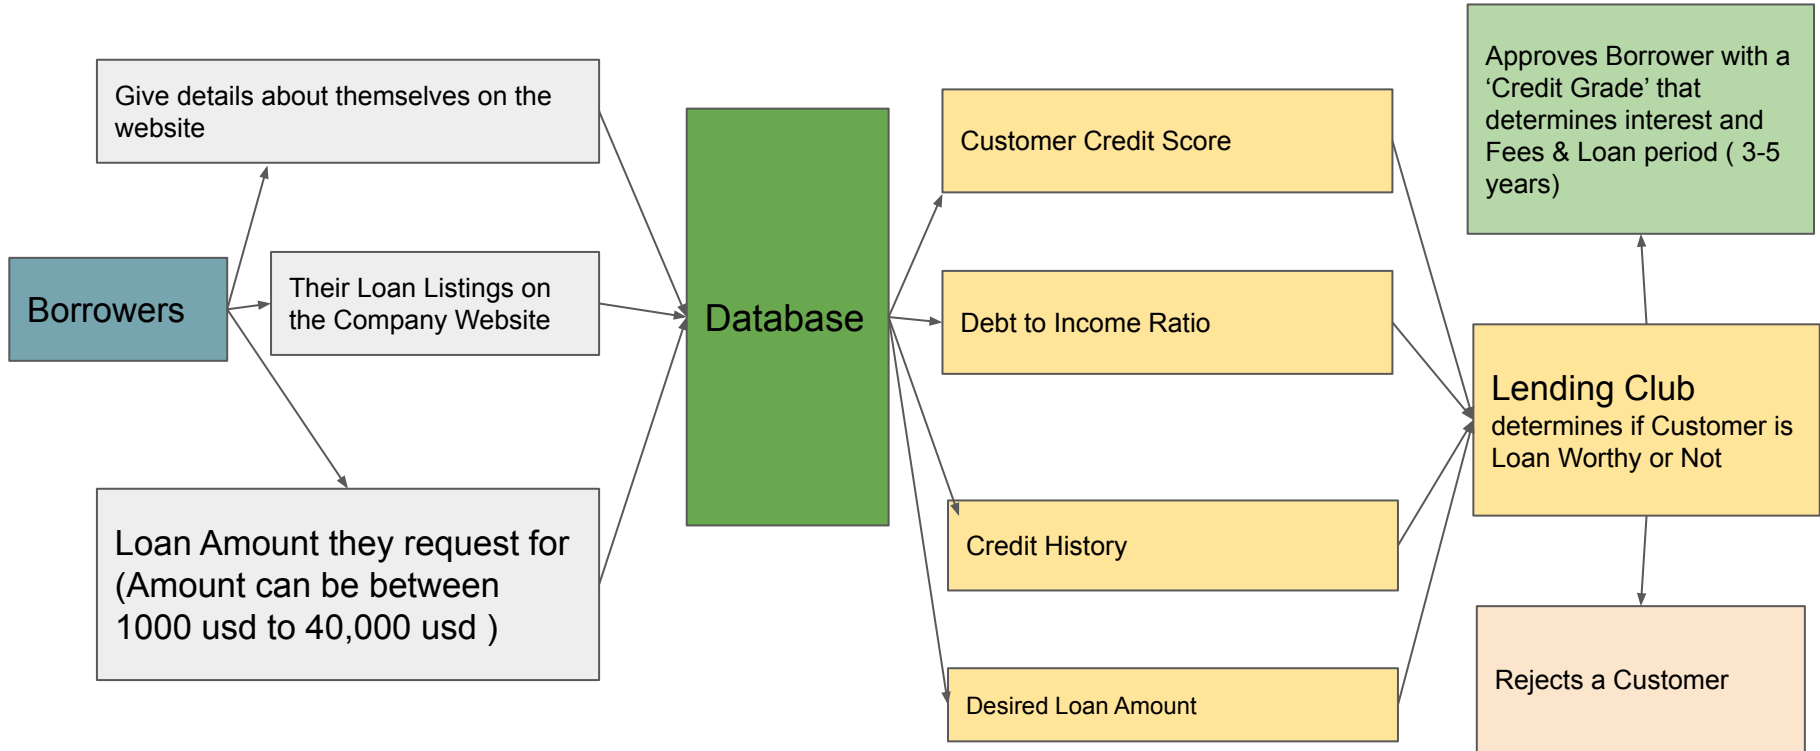 Borrowers
Give details about themselves on the
website
Their Loan Listings on
the Company Website
Loan Amount they request for
(Amount can be between
1000 usd to 40,000 usd )
Database
Customer Credit Score
Debt to Income Ratio
Credit History
Desired Loan Amount
Lending Club
determines if Customer is
Loan Worthy or Not
Approves Borrower with a
‘Credit Grade’ that
determines interest and
Fees & Loan period ( 3-5
years)
Rejects a Customer